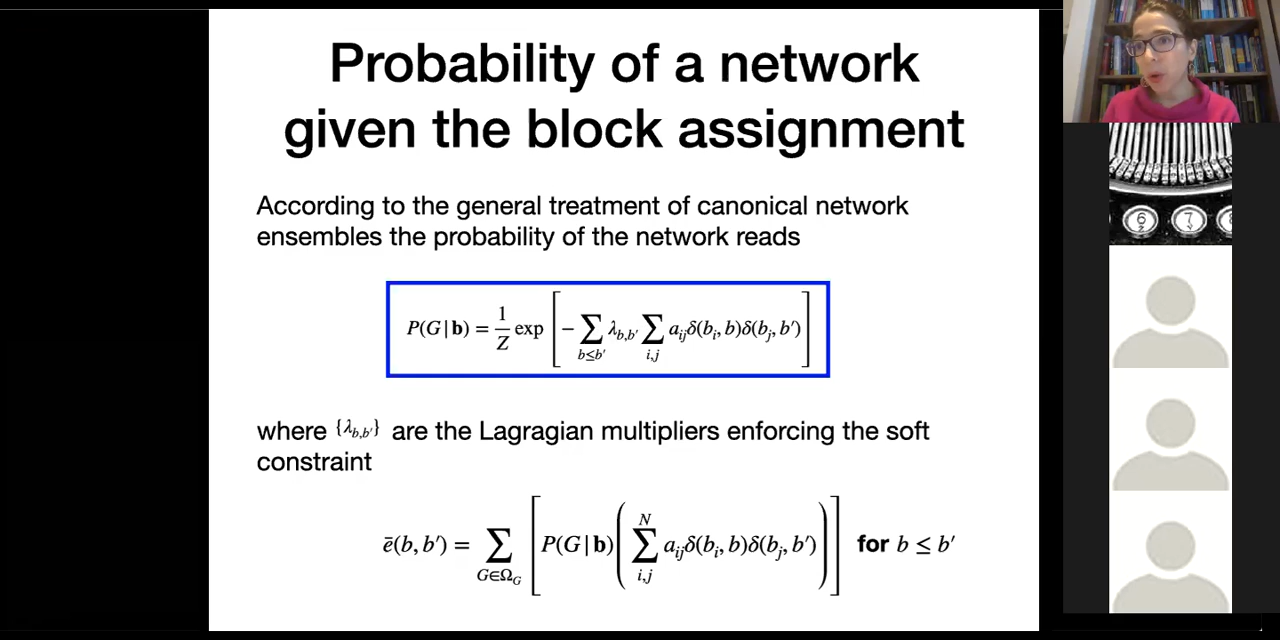 Probability of a network
given the block assignment
According to the general treatment of canonical network
ensembles the probability of the network reads
P(G|b) = 1/Z exp [ − ∑_{b≤b′} λ_{b,b′} ∑_{i,j} a_{ij}δ(b_i, b)δ(b_j, b′) ]
where {λ_{b,b′}} are the Lagragian multipliers enforcing the soft
constraint
ē(b, b′) = ∑_{G∈Ω_G} [ P(G|b) ( ∑_{i,j}^{N} a_{ij}δ(b_i, b)δ(b_j, b′) ) ] for b ≤ b′
6 7